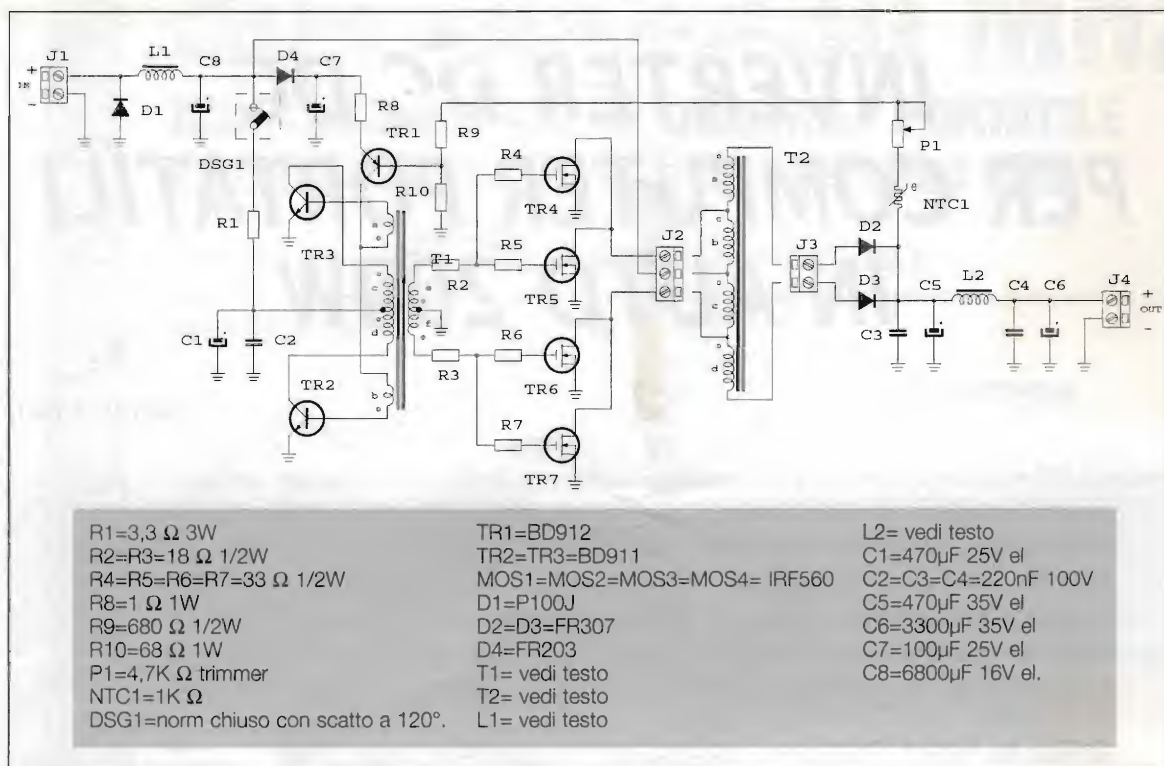 J1
L1
C8
D4
C7
J2
T2
+
IN
-
D1
R8
TR1
R9
P1
DSG1
R10
R4
TR4
NTC1
R1
TR3
T1
R2
R5
TR5
J3
D2
D3
C5
L2
C4
C6
J4
+
OUT
-
C1
C2
R3
R6
TR6
C3
TR2
R7
TR7
R1=3,3 Ω 3W
R2=R3=18 Ω 1/2W
R4=R5=R6=R7=33 Ω 1/2W
R8=1 Ω 1W
R9=680 Ω 1/2W
R10=68 Ω 1W
P1=4,7K Ω trimmer
NTC1=1K Ω
DSG1=norm chiuso con scatto a 120°.
TR1=BD912
TR2=TR3=BD911
MOS1=MOS2=MOS3=MOS4= IRF560
D1=P100J
D2=D3=FR307
D4=FR203
T1= vedi testo
T2= vedi testo
L1= vedi testo
L2= vedi testo
C1=470µF 25V el
C2=C3=C4=220nF 100V
C5=470µF 35V el
C6=3300µF 35V el
C7=100µF 25V el
C8=6800µF 16V el.